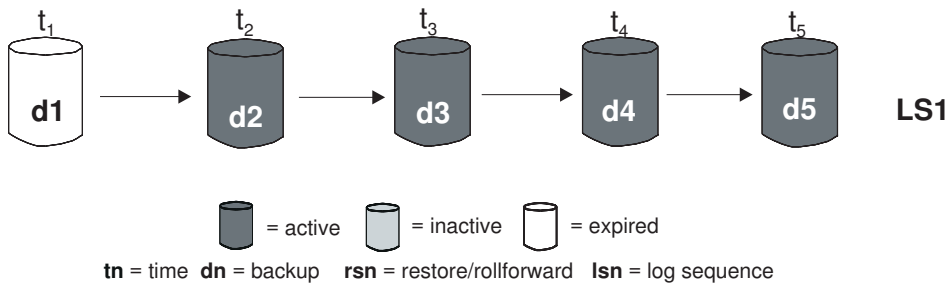 t1 t2 t3 t4 t5
d1 d2 d3 d4 d5 LS1
= active = inactive = expired
tn = time dn = backup rsn = restore/rollforward lsn = log sequence